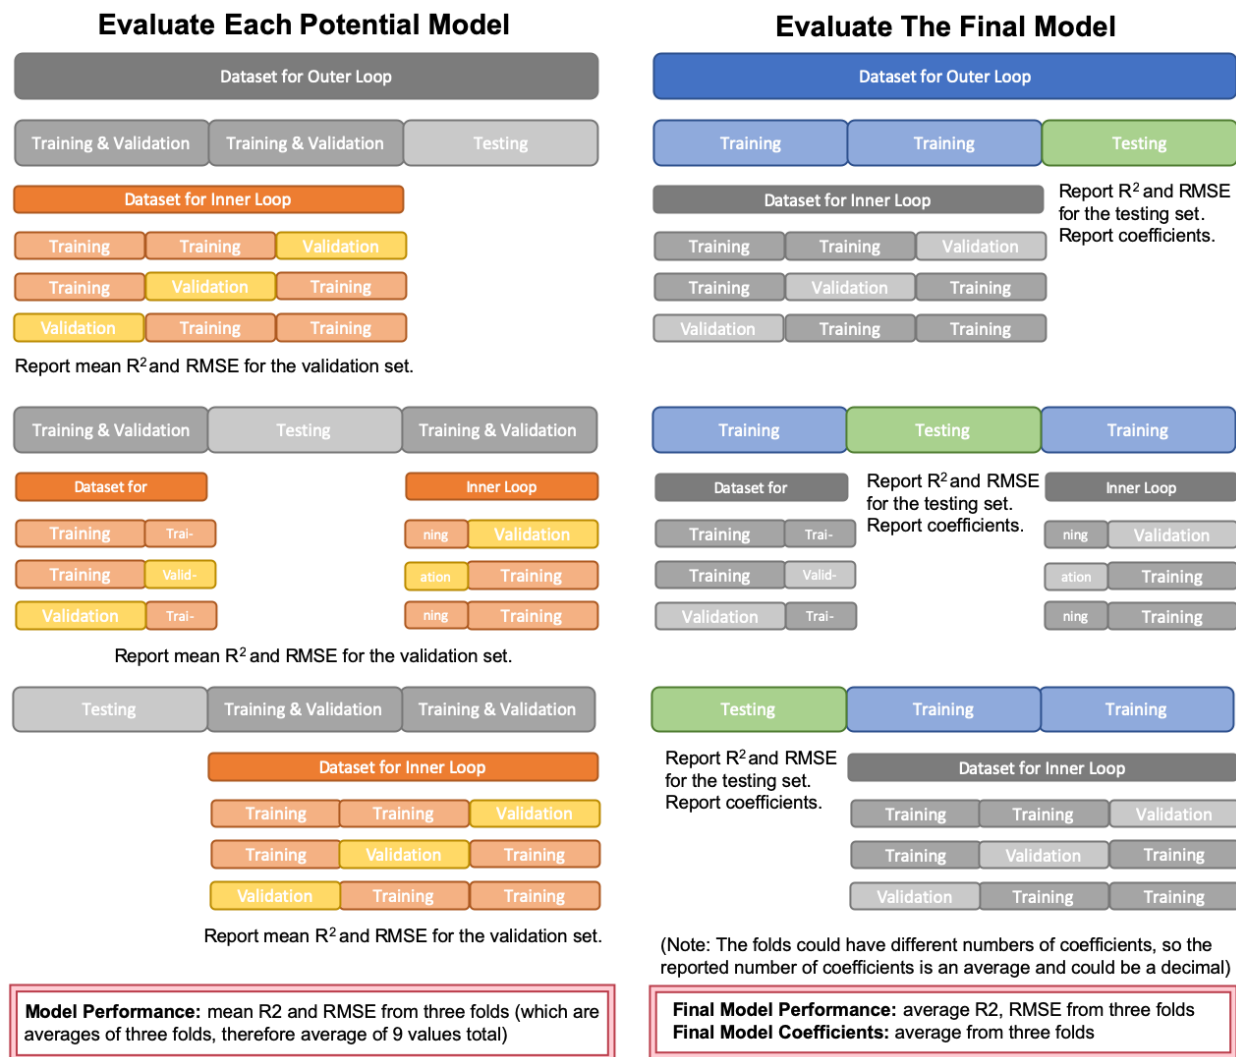 Evaluate Each Potential Model
Dataset for Outer Loop
Training & Validation Training & Validation Testing
Dataset for Inner Loop
Training Training Validation
Training Validation Training
Validation Training Training
Report mean R² and RMSE for the validation set.
Training & Validation Testing Training & Validation
Dataset for Inner Loop
Training Trai- ning Validation
Training Valid- ation Training
Validation Trai- ning Training
Report mean R² and RMSE for the validation set.
Testing Training & Validation Training & Validation
Dataset for Inner Loop
Training Training Validation
Training Validation Training
Validation Training Training
Report mean R² and RMSE for the validation set.
Model Performance: mean R2 and RMSE from three folds (which are
averages of three folds, therefore average of 9 values total)
Evaluate The Final Model
Dataset for Outer Loop
Training Training Testing
Dataset for Inner Loop
Training Training Validation
Training Validation Training
Validation Training Training
Report R² and RMSE
for the testing set.
Report coefficients.
Training Testing Training
Dataset for Inner Loop
Training Trai- ning Validation
Training Valid- ation Training
Validation Trai- ning Training
Report R² and RMSE
for the testing set.
Report coefficients.
Testing Training Training
Report R² and RMSE
for the testing set.
Report coefficients.
Dataset for Inner Loop
Training Training Validation
Training Validation Training
Validation Training Training
(Note: The folds could have different numbers of coefficients, so the
reported number of coefficients is an average and could be a decimal)
Final Model Performance: average R2, RMSE from three folds
Final Model Coefficients: average from three folds